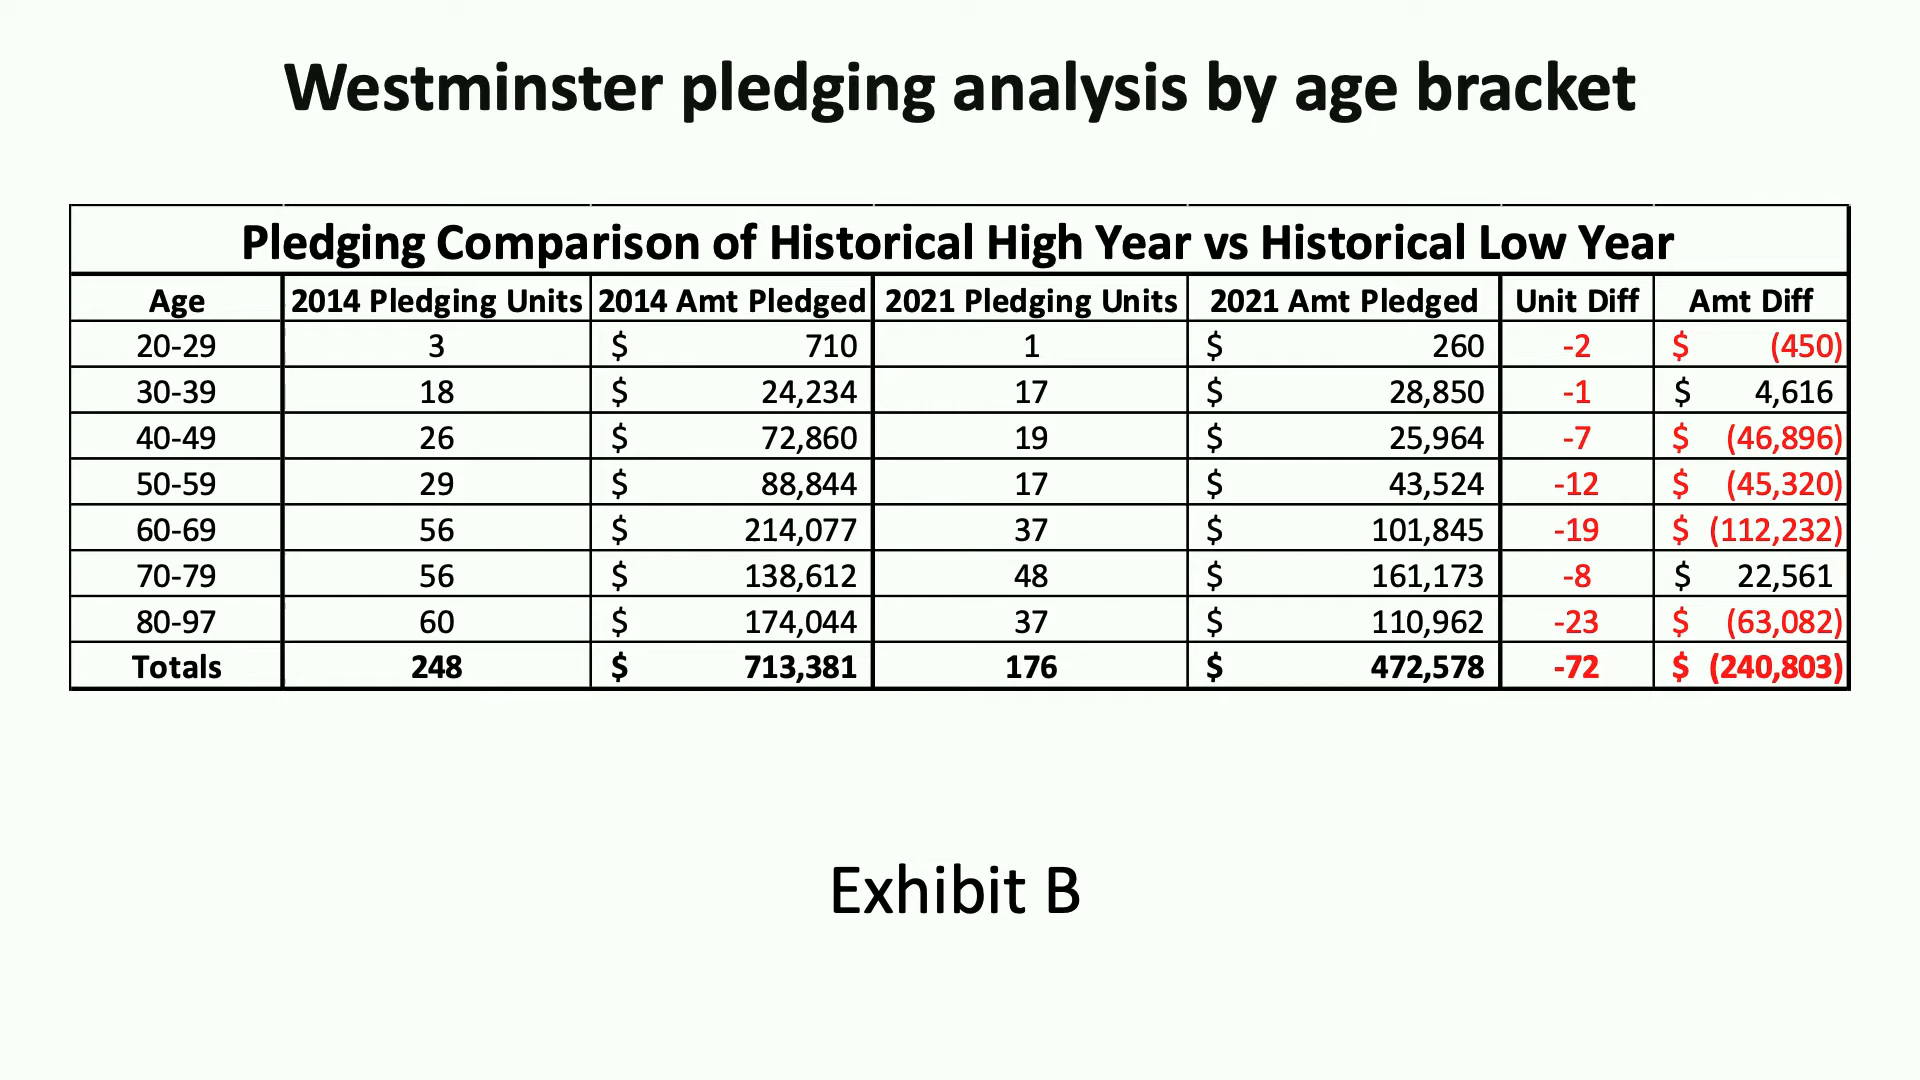 Westminster pledging analysis by age bracket
Pledging Comparison of Historical High Year vs Historical Low Year
Age 2014 Pledging Units 2014 Amt Pledged 2021 Pledging Units 2021 Amt Pledged Unit Diff Amt Diff
20-29 3 $ 710 1 $ 260 -2 $ (450)
30-39 18 $ 24,234 17 $ 28,850 -1 $ 4,616
40-49 26 $ 72,860 19 $ 25,964 -7 $ (46,896)
50-59 29 $ 88,844 17 $ 43,524 -12 $ (45,320)
60-69 56 $ 214,077 37 $ 101,845 -19 $ (112,232)
70-79 56 $ 138,612 48 $ 161,173 -8 $ 22,561
80-97 60 $ 174,044 37 $ 110,962 -23 $ (63,082)
Totals 248 $ 713,381 176 $ 472,578 -72 $ (240,803)
Exhibit B